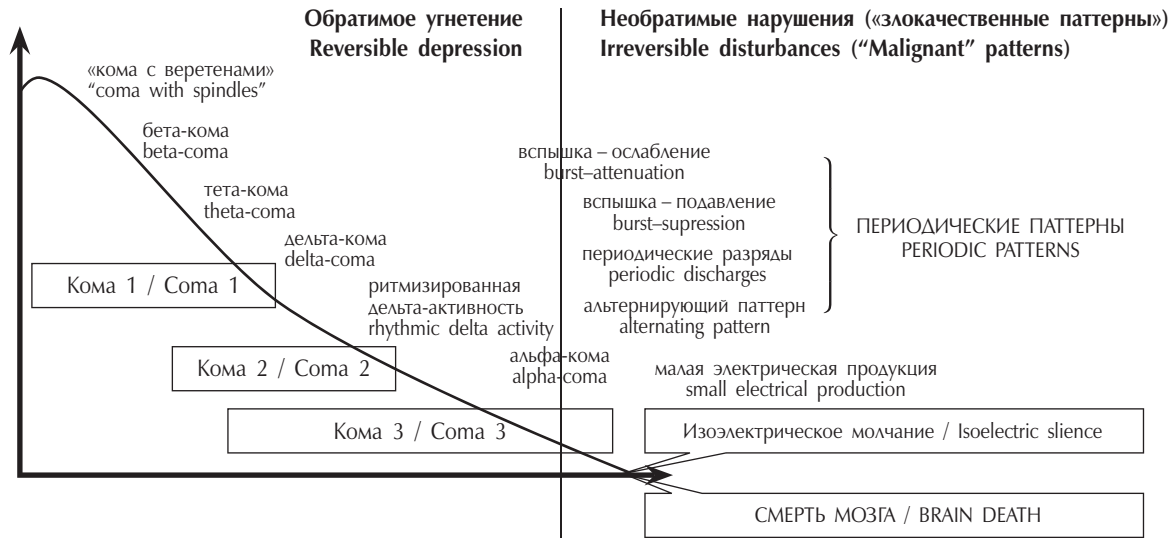 Обратимое угнетение
Reversible depression
Необратимые нарушения («злокачественные паттерны»)
Irreversible disturbances (“Malignant” patterns)
«кома с веретенами»
“coma with spindles”
бета-кома
beta-coma
тета-кома
theta-coma
дельта-кома
delta-coma
ритмизированная
дельта-активность
rhythmic delta activity
альфа-кома
alpha-coma
вспышка – ослабление
burst–attenuation
вспышка – подавление
burst–supression
периодические разряды
periodic discharges
альтернирующий паттерн
alternating pattern
ПЕРИОДИЧЕСКИЕ ПАТТЕРНЫ
PERIODIC PATTERNS
малая электрическая продукция
small electrical production
Кома 1 / Coma 1
Кома 2 / Coma 2
Кома 3 / Coma 3
Изоэлектрическое молчание / Isoelectric slience
СМЕРТЬ МОЗГА / BRAIN DEATH